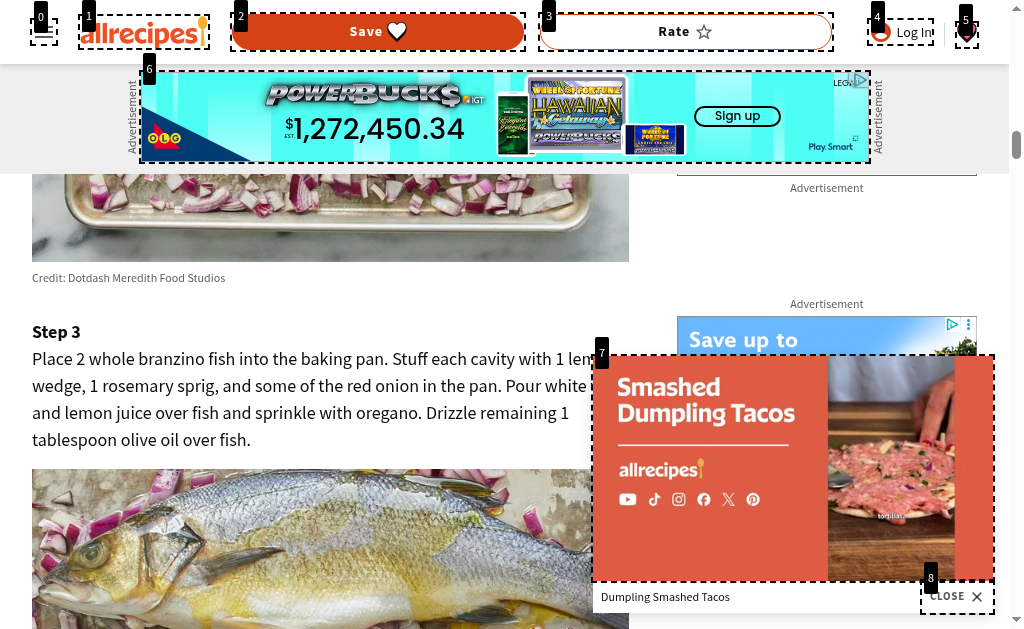 0
1
2
3
4
5
allrecipes
Save
Rate
Log In
6
Advertisement
POWERBUCKS
IGT
EST. $1,272,450.34
OLG
WHEEL OF FORTUNE
HAWAIIAN
Getaway
POWERBUCKS
Sign up
LEGAL
Play Smart
Advertisement
Advertisement
Credit: Dotdash Meredith Food Studios
Advertisement
Step 3
Place 2 whole branzino fish into the baking pan. Stuff each cavity with 1 lem
wedge, 1 rosemary sprig, and some of the red onion in the pan. Pour white
and lemon juice over fish and sprinkle with oregano. Drizzle remaining 1
tablespoon olive oil over fish.
Save up to
7
Smashed
Dumpling Tacos
allrecipes
tortillas.
8
Dumpling Smashed Tacos
CLOSE